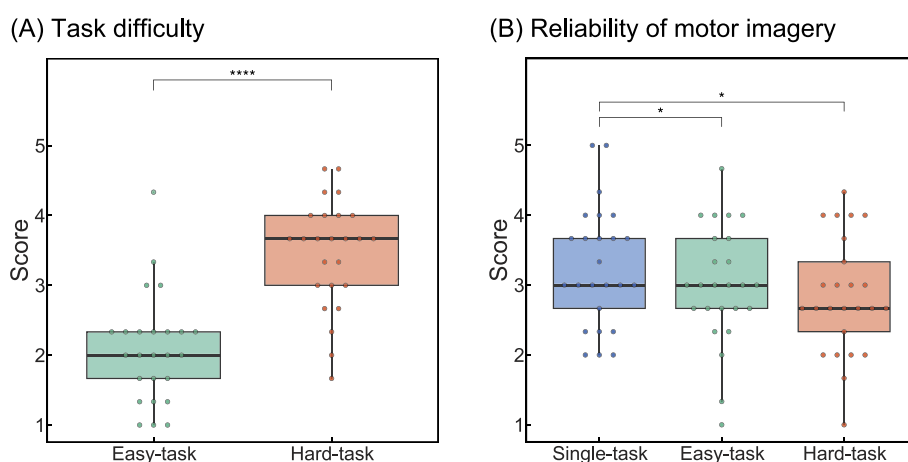 (A) Task difficulty
****
5
4
3
2
1
Score
Easy-task Hard-task
(B) Reliability of motor imagery
*
*
5
4
3
2
1
Score
Single-task Easy-task Hard-task